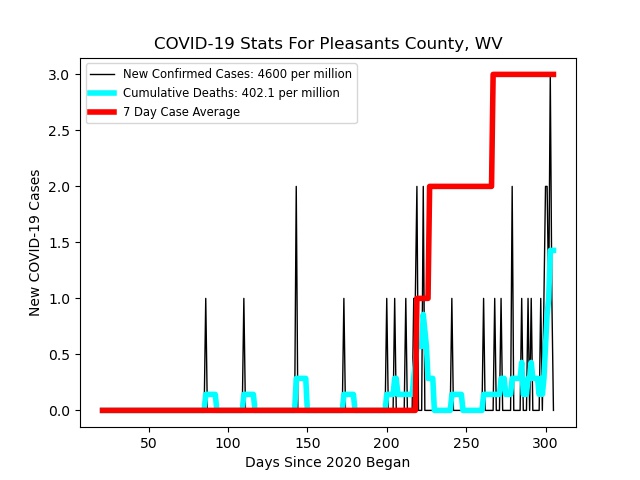 COVID-19 Stats For Pleasants County, WV
New Confirmed Cases: 4600 per million
Cumulative Deaths: 402.1 per million
7 Day Case Average
New COVID-19 Cases
3.0
2.5
2.0
1.5
1.0
0.5
0.0
50 100 150 200 250 300
Days Since 2020 Began